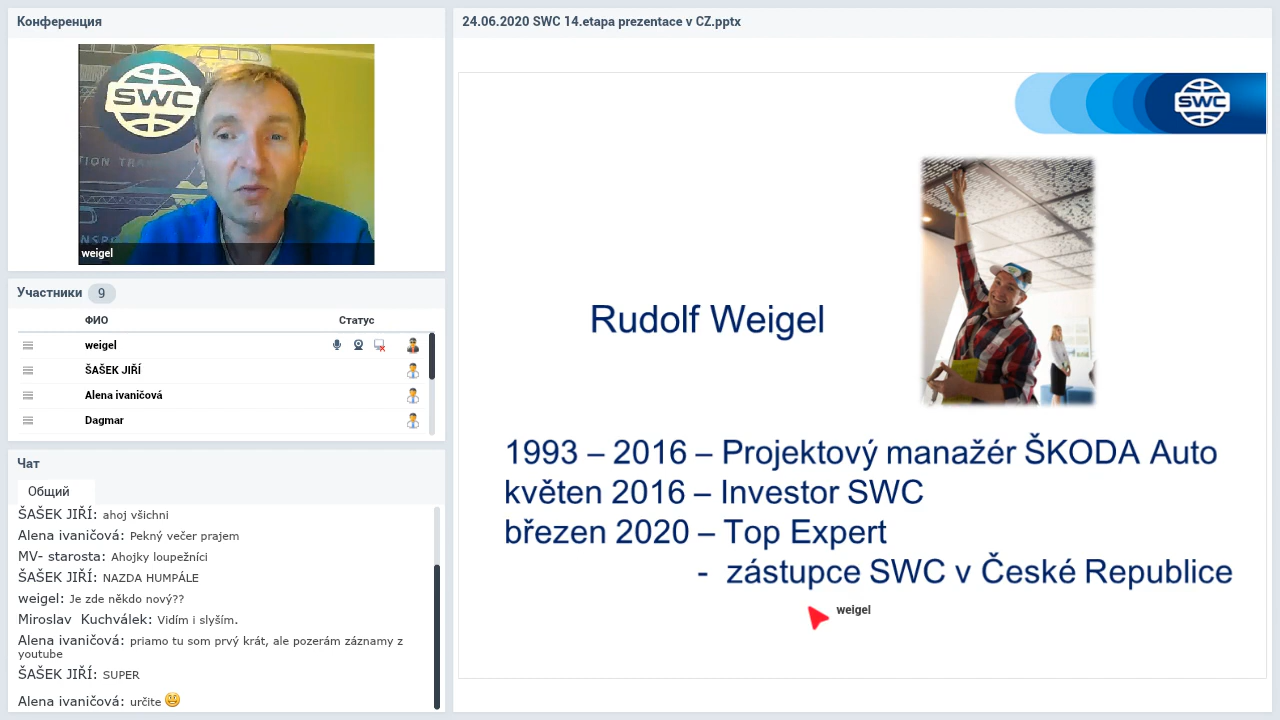 Конференция
SWC
weigel
Участники 9
ФИО Статус
weigel
ŠAŠEK JIŘÍ
Alena ivaničová
Dagmar
Чат
Общий
ŠAŠEK JIŘÍ: ahoj všichni
Alena ivaničová: Pekný večer prajem
MV- starosta: Ahojky loupežníci
ŠAŠEK JIŘÍ: NAZDA HUMPÁLE
weigel: Je zde někdo nový??
Miroslav Kuchválek: Vidím i slyším.
Alena ivaničová: priamo tu som prvý krát, ale pozerám záznamy z
youtube
ŠAŠEK JIŘÍ: SUPER
Alena ivaničová: určite
24.06.2020 SWC 14.etapa prezentace v CZ.pptx
SWC
Rudolf Weigel
1993 – 2016 – Projektový manažér ŠKODA Auto
květen 2016 – Investor SWC
březen 2020 – Top Expert
- zástupce SWC v České Republice
weigel